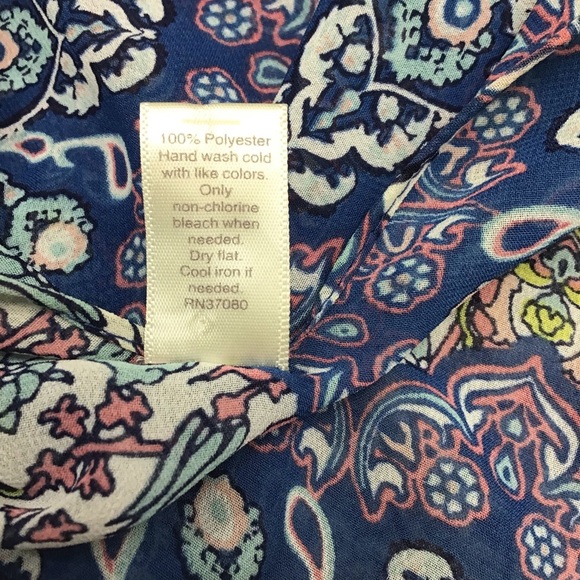 100% Polyester
Hand wash cold
with like colors.
Only
non-chlorine
bleach when
needed.
Dry flat.
Cool iron if
needed.
RN37080